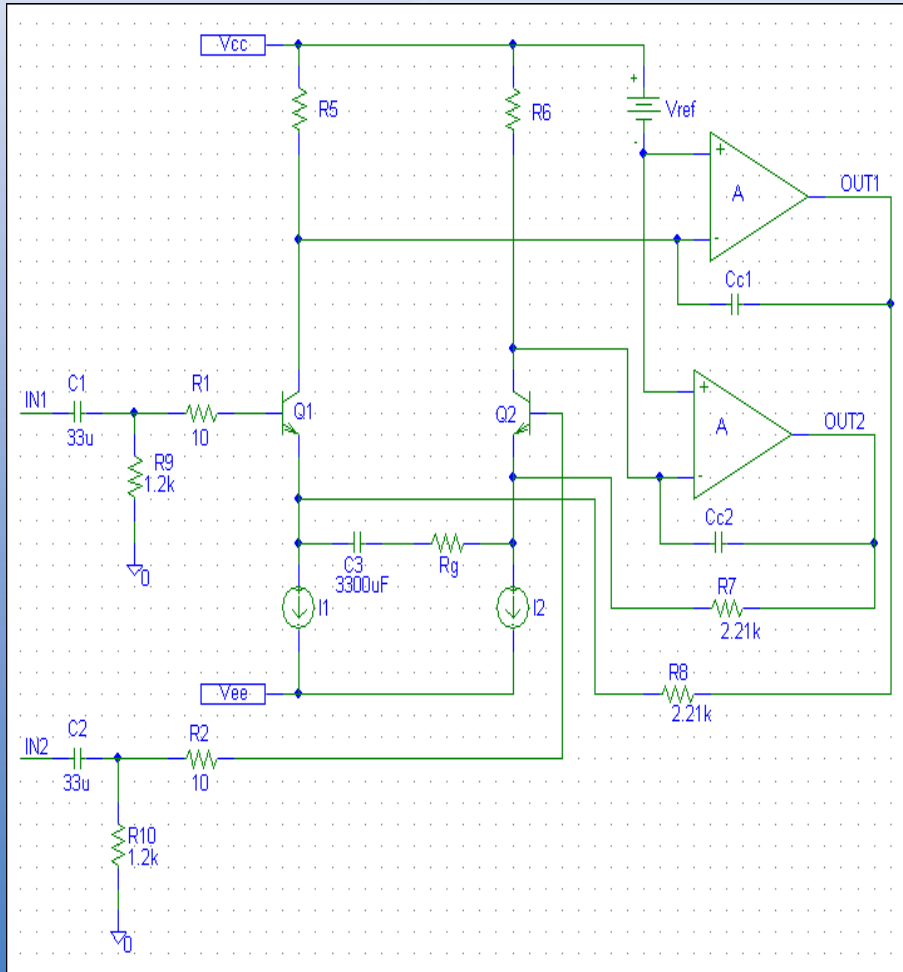 Vcc
R5
R6
+
Vref
-
+
A
OUT1
-
Cc1
C1
R1
IN1
Q1
Q2
+
A
OUT2
33u
10
R9
1.2k
-
Cc2
C3
3300uF
Rg
0
I1
I2
R7
2.21k
R8
2.21k
Vee
C2
R2
IN2
33u
10
R10
1.2k
0